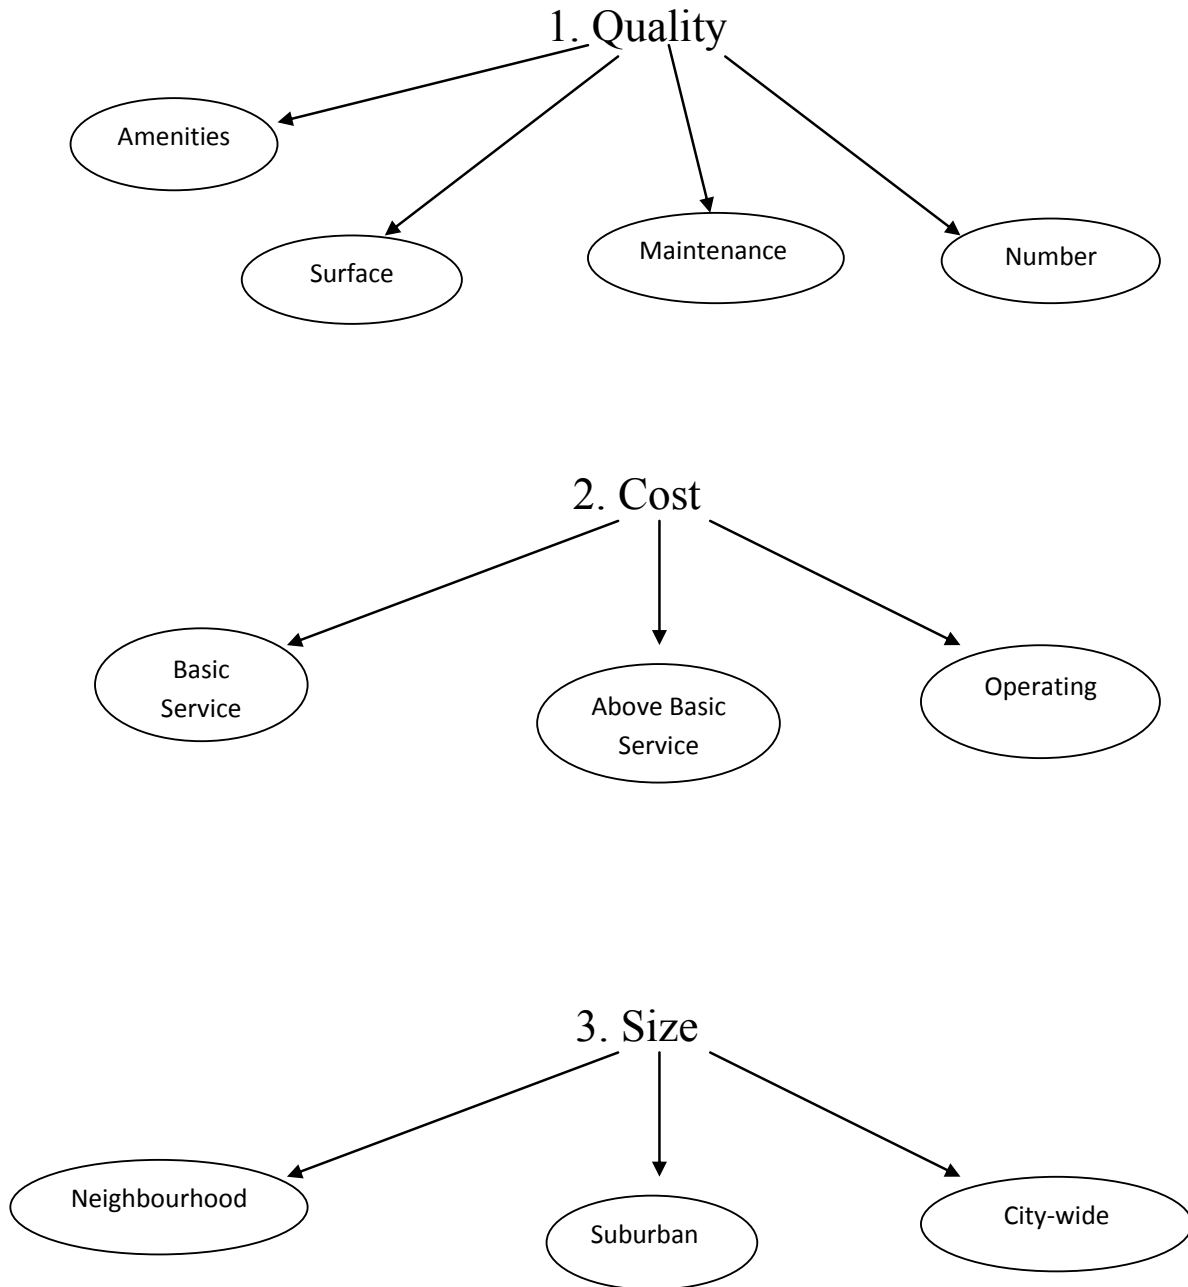 1. Quality
Amenities
Surface
Maintenance
Number
2. Cost
Basic
Service
Above Basic
Service
Operating
3. Size
Neighbourhood
Suburban
City-wide